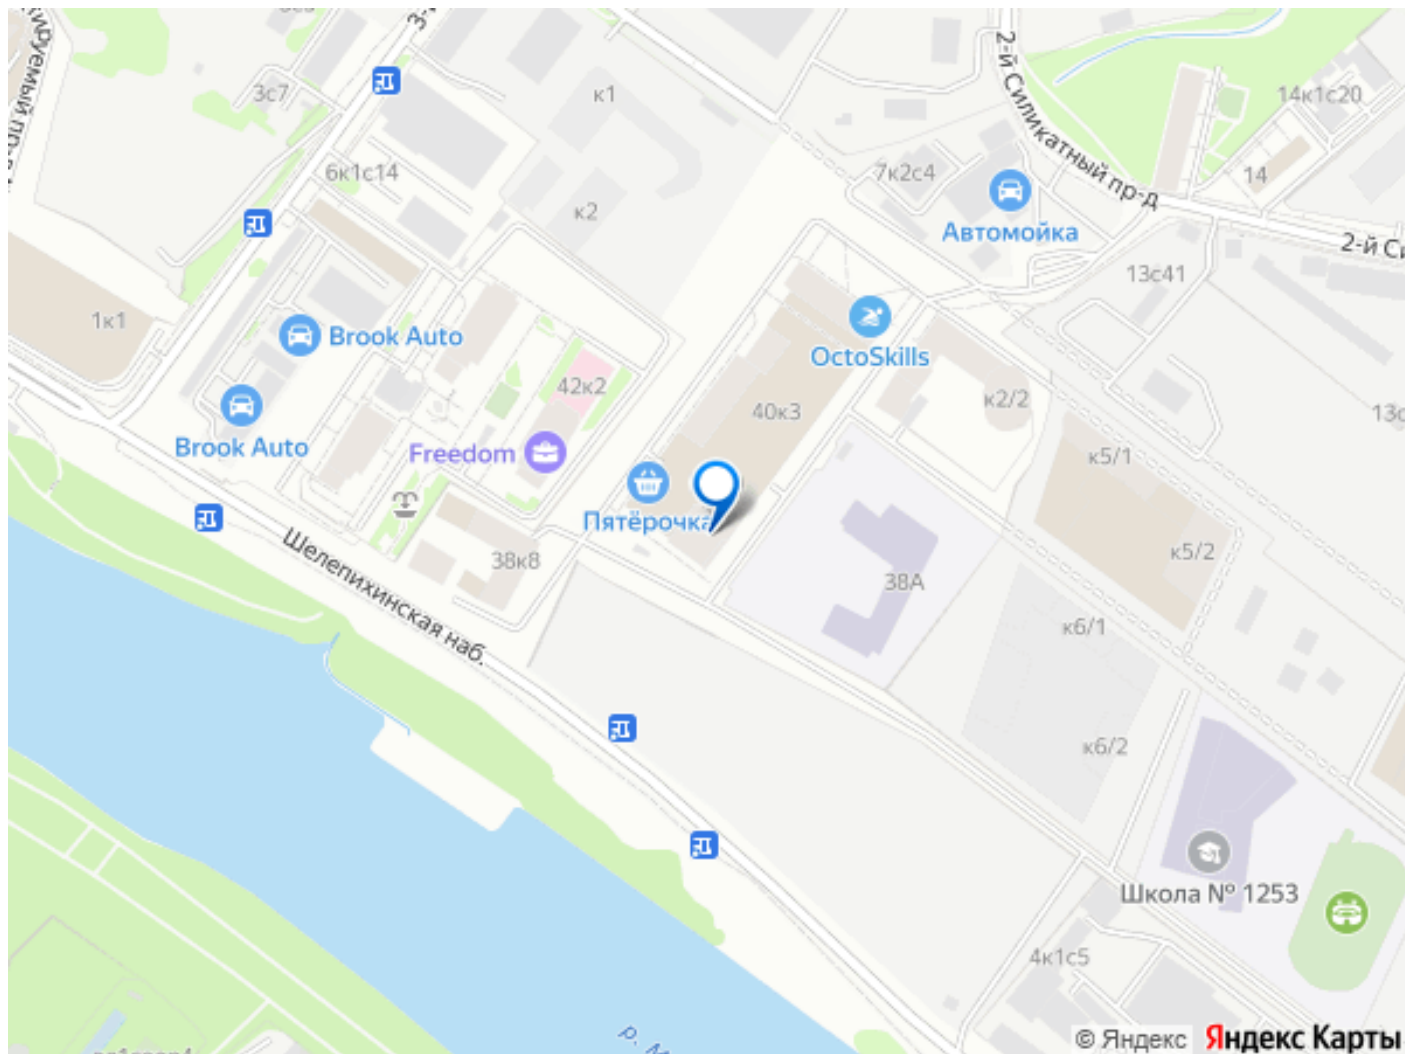 3с7
6к1с14
к1
к2
2-й Силикатный пр-д
7к2с4
Автомойка
14к1с20
14
13с41
1к1
Brook Auto
Brook Auto
42к2
Freedom
OctoSkills
40к3
к2/2
к5/1
к5/2
Пятёрочка
Шелепихинская наб.
38к8
38А
к6/1
к6/2
Школа № 1253
4к1с5
© Яндекс Яндекс Карты